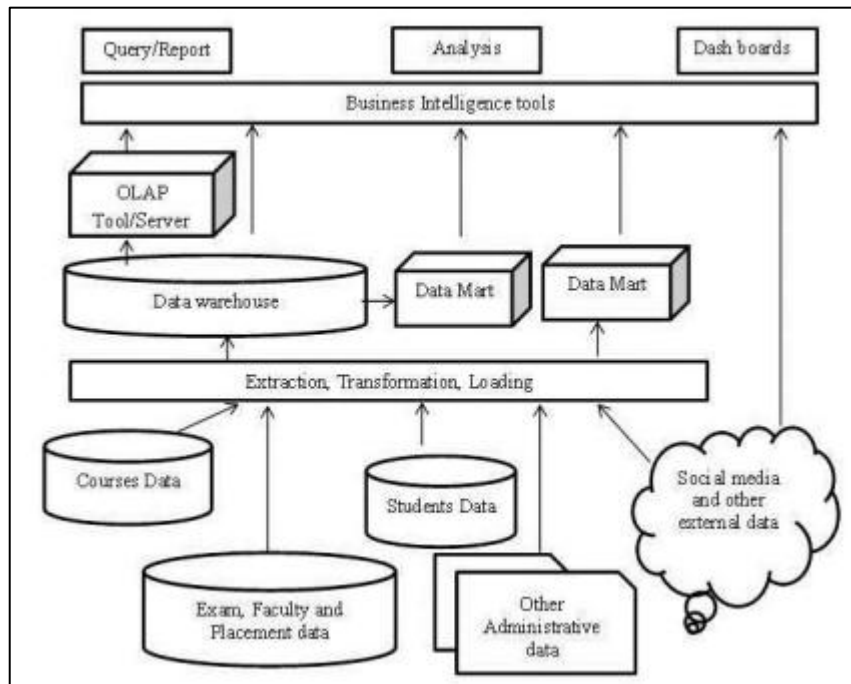 Query/Report
Analysis
Dash boards
Business Intelligence tools
OLAP
Tool/Server
Data warehouse
Data Mart
Data Mart
Extraction, Transformation, Loading
Courses Data
Students Data
Social media
and other
external data
Exam, Faculty and
Placement data
Other
Administrative
data